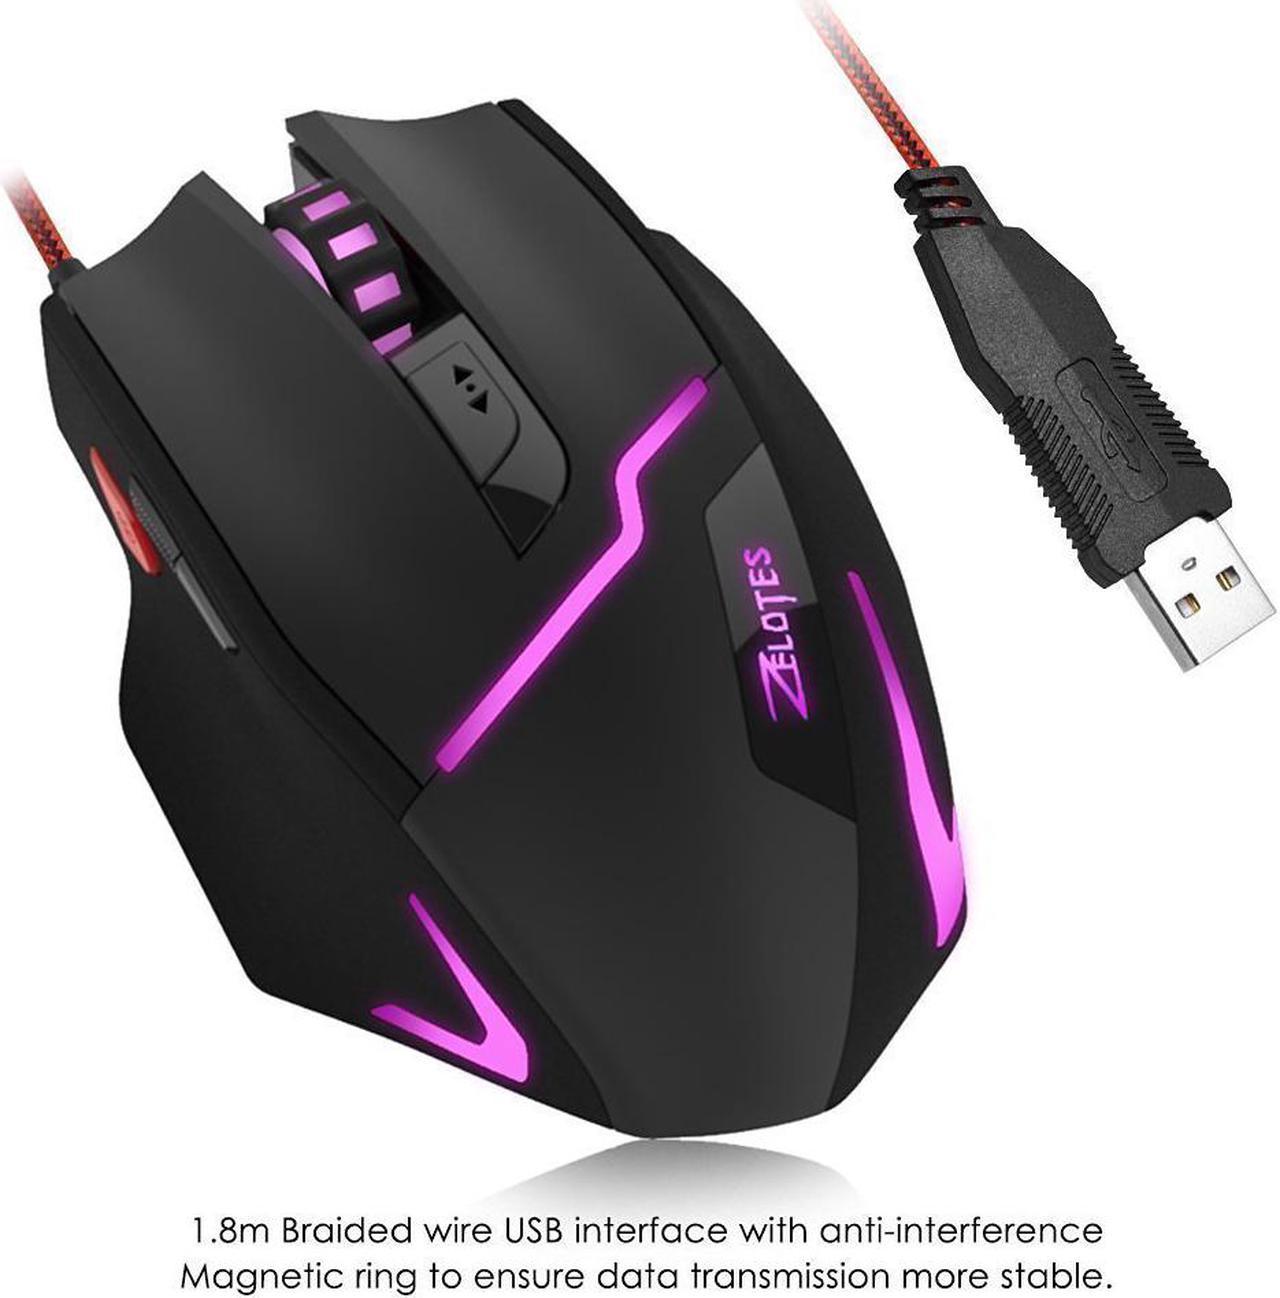 ZELOTES
1.8m Braided wire USB interface with anti-interference
Magnetic ring to ensure data transmission more stable.